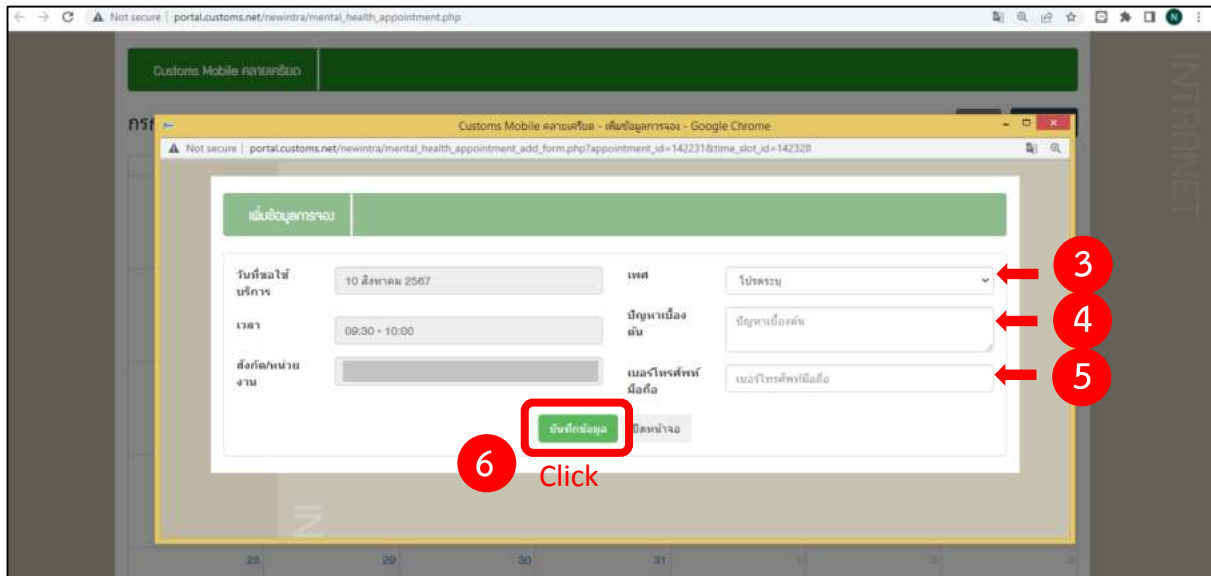 Not secure | portal.customs.net/newintra/mental_health_appointment.php
N
Customs Mobile คลายเครียด
INTRANET
Customs Mobile คลายเครียด - เพิ่มข้อมูลการจอง - Google Chrome
Not secure | portal.customs.net/newintra/mental_health_appointment_add_form.php?appointment_id=142231&time_slot_id=142328
เพิ่มข้อมูลการจอง
วันที่ขอใช้
บริการ
10 สิงหาคม 2567
เพศ
โปรดระบุ
3
เวลา
09:30 - 10:00
ปัญหาเบื้อง
ต้น
ปัญหาเบื้องต้น
4
สังกัด/หน่วย
งาน
เบอร์โทรศัพท์
มือถือ
เบอร์โทรศัพท์มือถือ
5
บันทึกข้อมูล
ปิดหน้าจอ
6
Click
IN
28 29 30 31